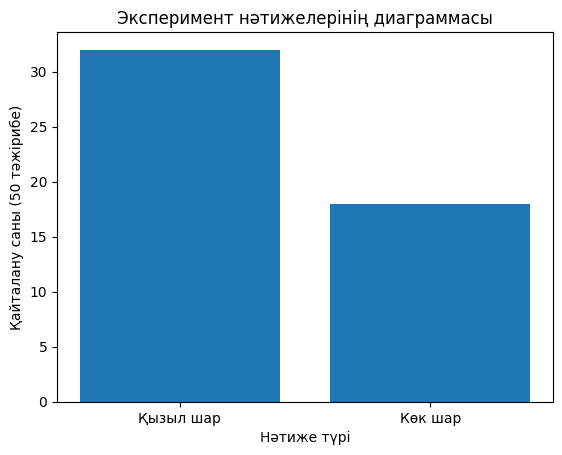 Эксперимент нәтижелерінің диаграммасы
Қайталану саны (50 тәжірибе)
30
25
20
15
10
5
0
Қызыл шар
Көк шар
Нәтиже түрі